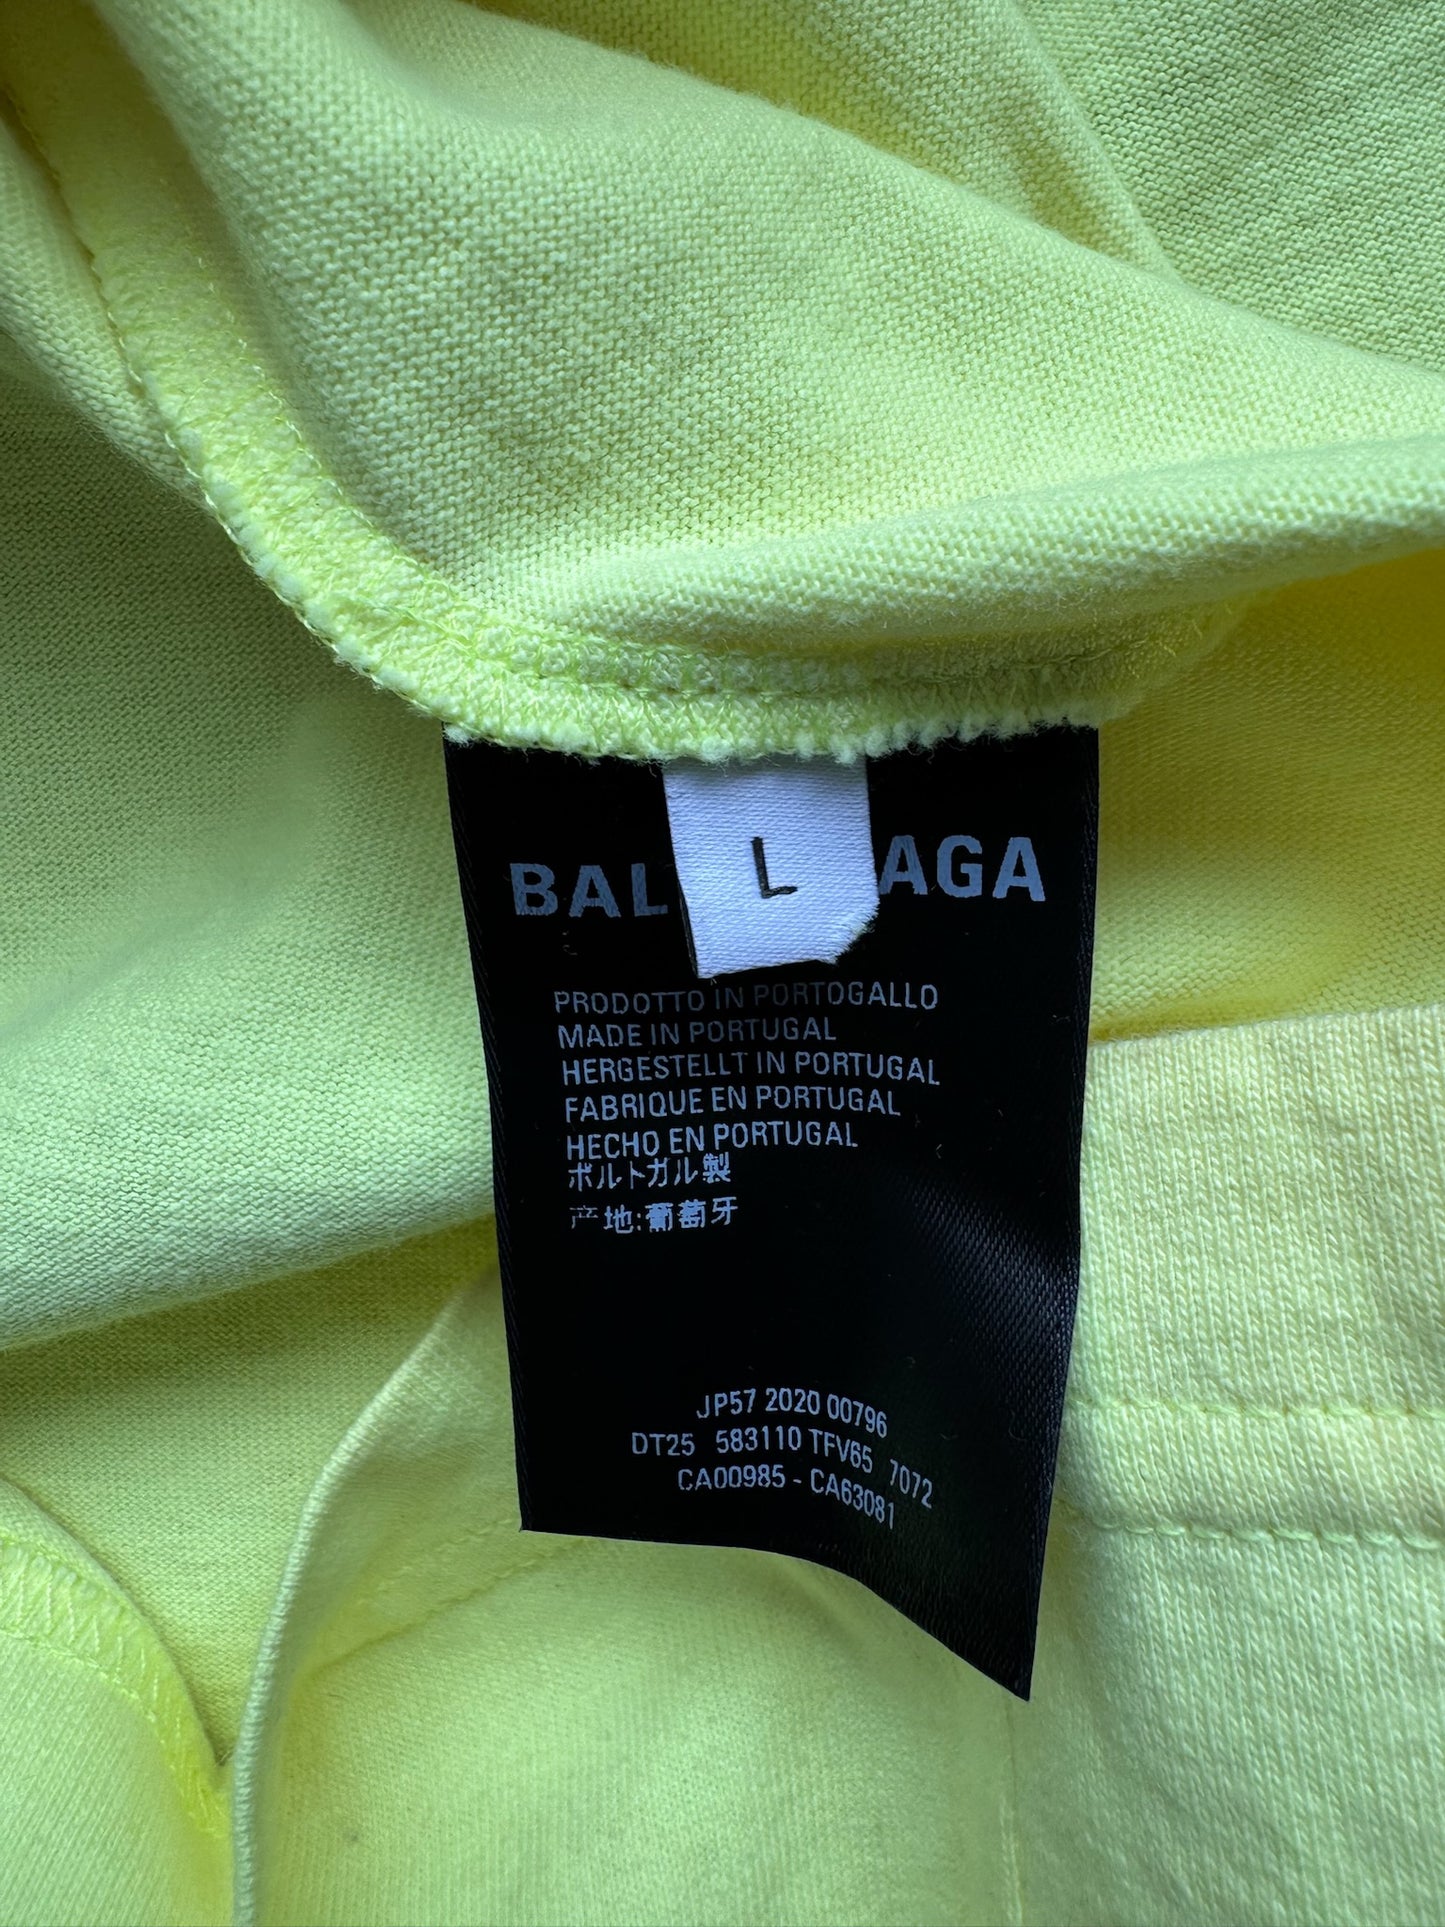 BAL L AGA
PRODOTTO IN PORTOGALLO
MADE IN PORTUGAL
HERGESTELLT IN PORTUGAL
FABRIQUE EN PORTUGAL
HECHO EN PORTUGAL
ポルトガル製
产地:葡萄牙
JP57 2020 00796
DT25 583110 TFV65 7072
CA00985 - CA63081